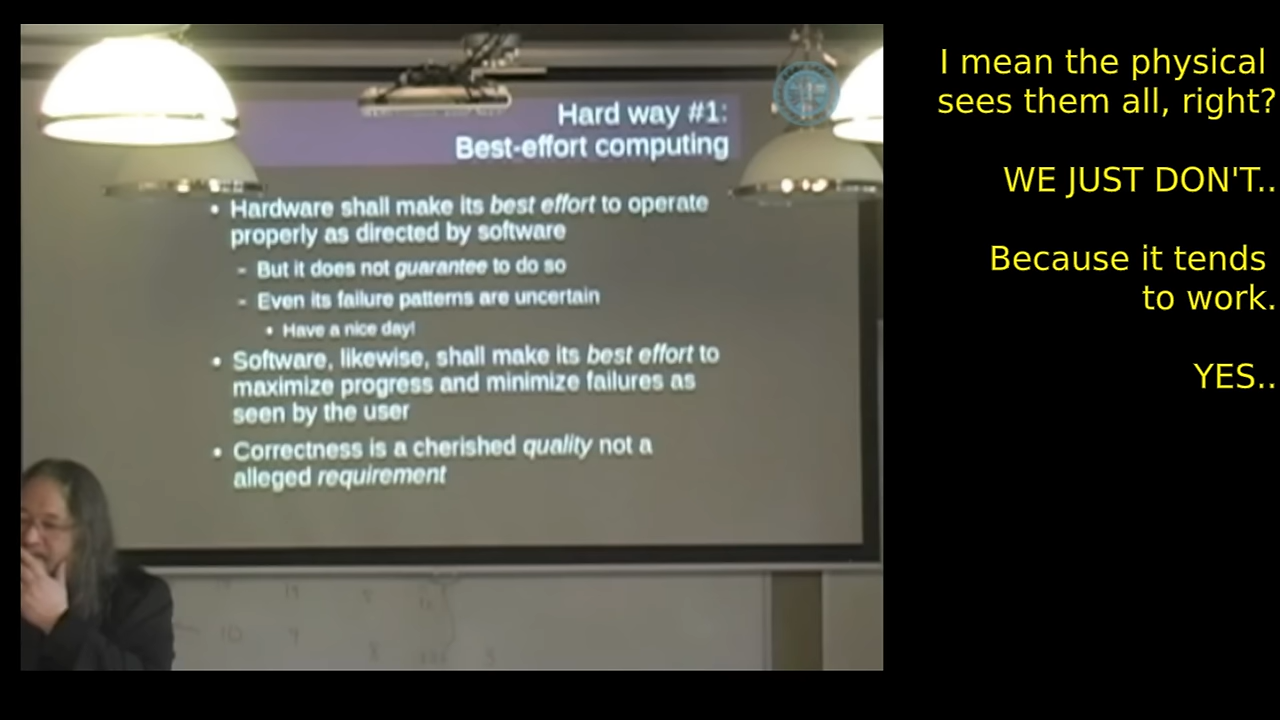 Hard way #1:
Best-effort computing
• Hardware shall make its best effort to operate
properly as directed by software
- But it does not guarantee to do so
- Even its failure patterns are uncertain
• Have a nice day!
• Software, likewise, shall make its best effort to
maximize progress and minimize failures as
seen by the user
• Correctness is a cherished quality not a
alleged requirement
I mean the physical
sees them all, right?
WE JUST DON'T..
Because it tends
to work.
YES..